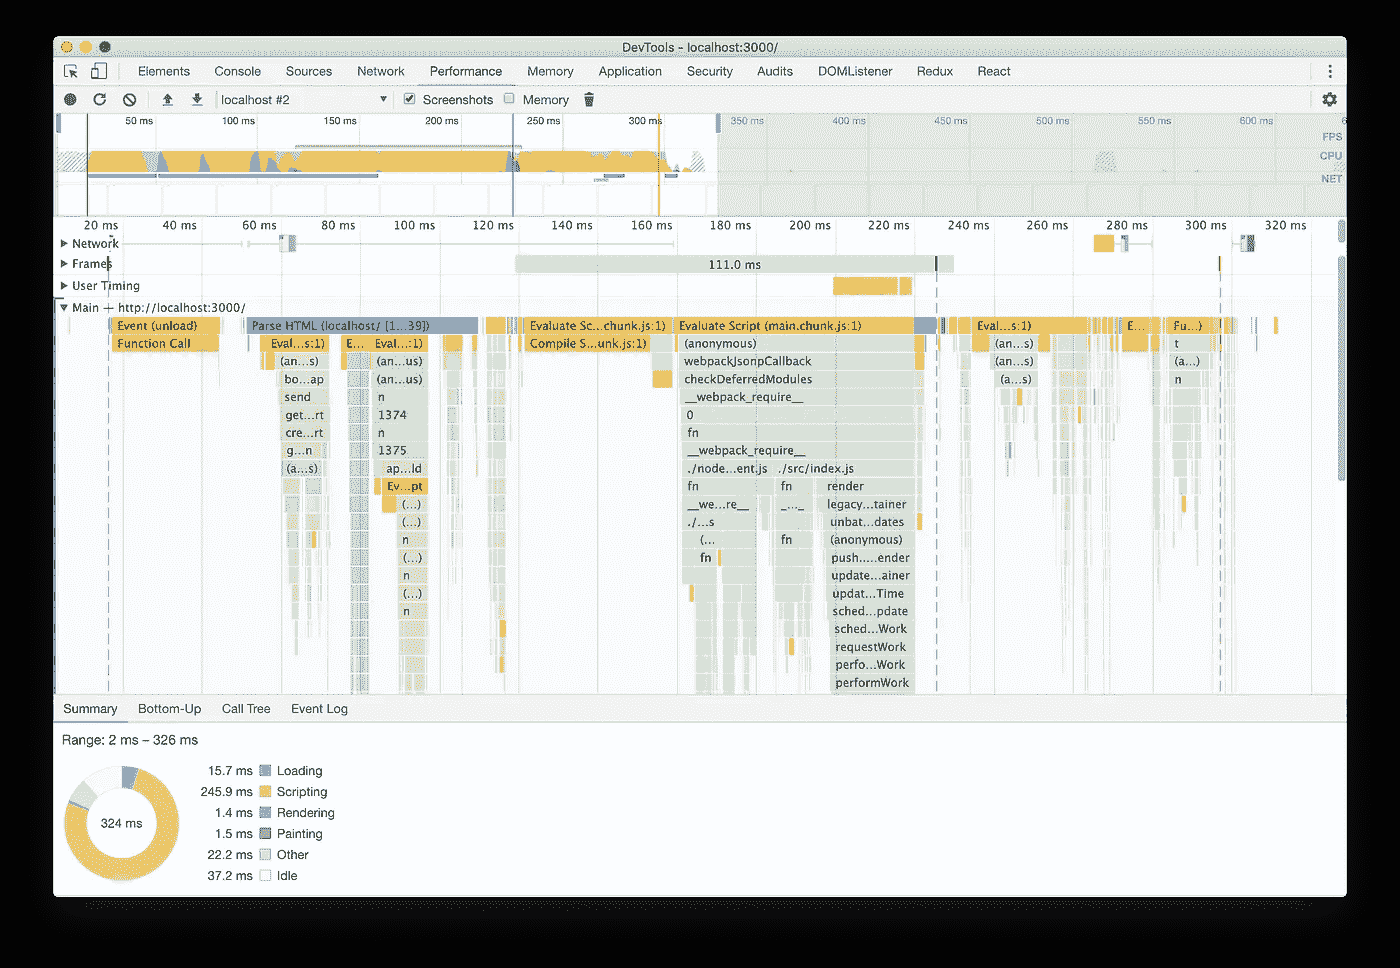 DevTools - localhost:3000/
Elements Console Sources Network Performance Memory Application Security Audits DOMListener Redux React
localhost #2 Screenshots Memory
50 ms 100 ms 150 ms 200 ms 250 ms 300 ms 350 ms 400 ms 450 ms 500 ms 550 ms 600 ms 6
FPS
CPU
NET
20 ms 40 ms 60 ms 80 ms 100 ms 120 ms 140 ms 160 ms 180 ms 200 ms 220 ms 240 ms 260 ms 280 ms 300 ms 320 ms
Network
Frames 111.0 ms
User Timing
Main — http://localhost:3000/
Event (unload) Parse HTML (localhost/ [1...39]) Evaluate Sc...chunk.js:1) Evaluate Script (main.chunk.js:1) Eval...s:1) E... Fu...)
Function Call Eval...s:1) E... Eval...:1) Compile S...unk.js:1) (anonymous) (an...s) t
(an...s) (an...us) webpackJsonpCallback (an...s) (a...)
bo...ap (an...us) checkDeferredModules (a...s) n
send n __webpack_require__
get...rt 1374 0
cre...rt n fn
g...n 1375 __webpack_require__
(a...s) ap...ld ./node...ent.js ./src/index.js
Ev...pt fn fn render
(...) __we...re__ _..._ legacy...tainer
(...) ./...s unbat...dates
n (... fn (anonymous)
(...) fn push.....ender
n update...ainer
(...) updat...Time
n sched...pdate
sched...Work
requestWork
perfo...Work
performWork
Summary Bottom-Up Call Tree Event Log
Range: 2 ms – 326 ms
324 ms
15.7 ms Loading
245.9 ms Scripting
1.4 ms Rendering
1.5 ms Painting
22.2 ms Other
37.2 ms Idle